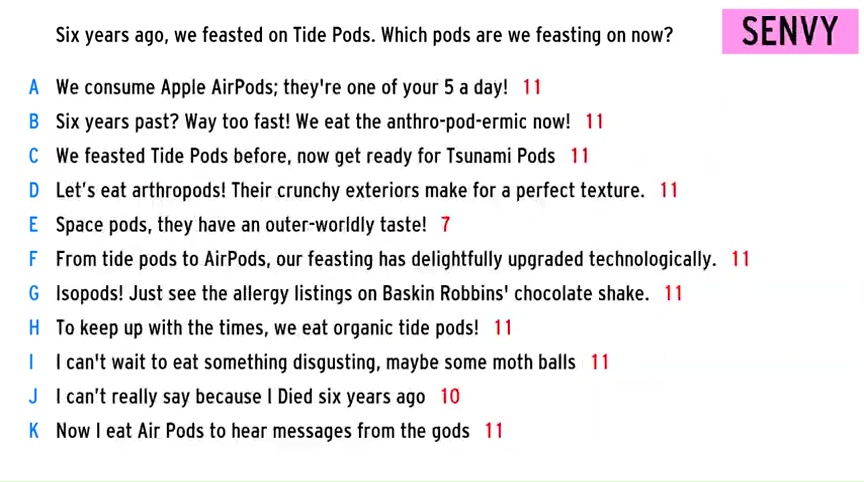 Six years ago, we feasted on Tide Pods. Which pods are we feasting on now?
SENVY
A We consume Apple AirPods; they're one of your 5 a day! 11
B Six years past? Way too fast! We eat the anthro-pod-ermic now! 11
C We feasted Tide Pods before, now get ready for Tsunami Pods 11
D Let's eat arthropods! Their crunchy exteriors make for a perfect texture. 11
E Space pods, they have an outer-worldly taste! 7
F From tide pods to AirPods, our feasting has delightfully upgraded technologically. 11
G Isopods! Just see the allergy listings on Baskin Robbins' chocolate shake. 11
H To keep up with the times, we eat organic tide pods! 11
I I can't wait to eat something disgusting, maybe some moth balls 11
J I can't really say because I Died six years ago 10
K Now I eat Air Pods to hear messages from the gods 11